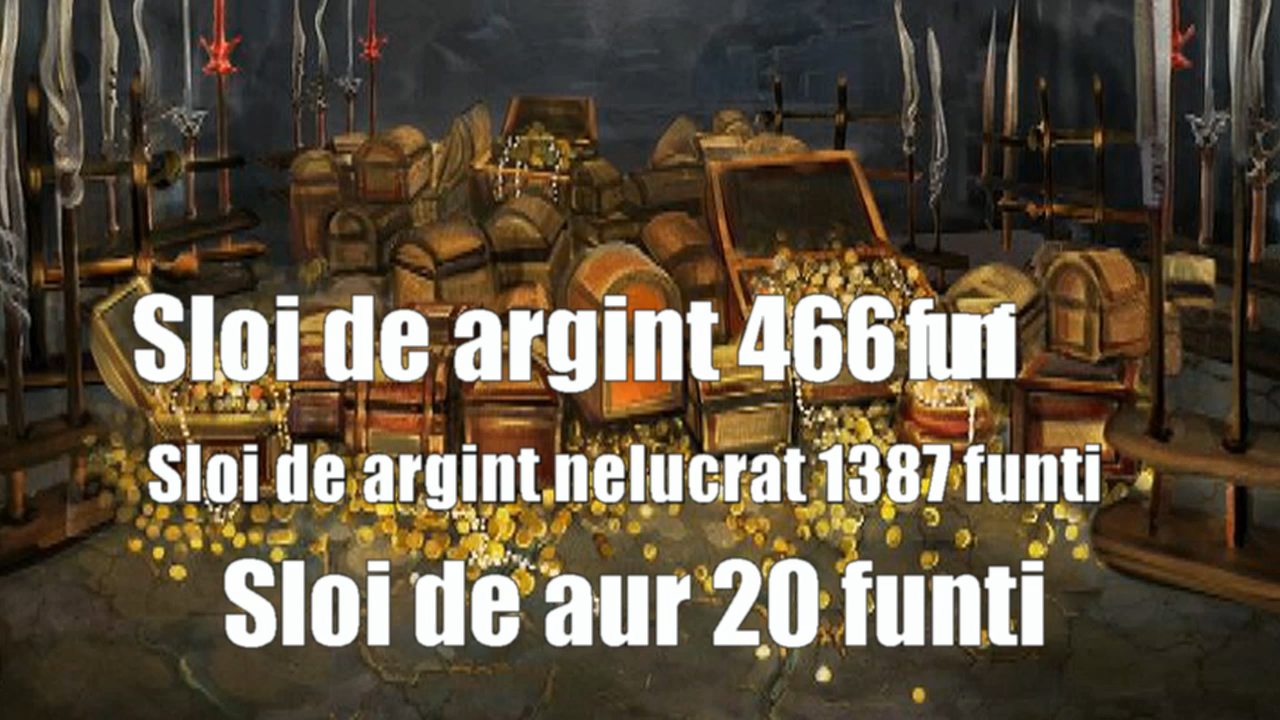 Sloi de argint 466
Sloi de argint nelucrat 1387 funti
Sloi de aur 20 funti